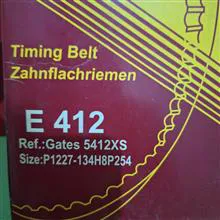 Timing Belt
Zahnflachriemen
E 412
Ref.:Gates 5412XS
Size:P1227-134H8P254